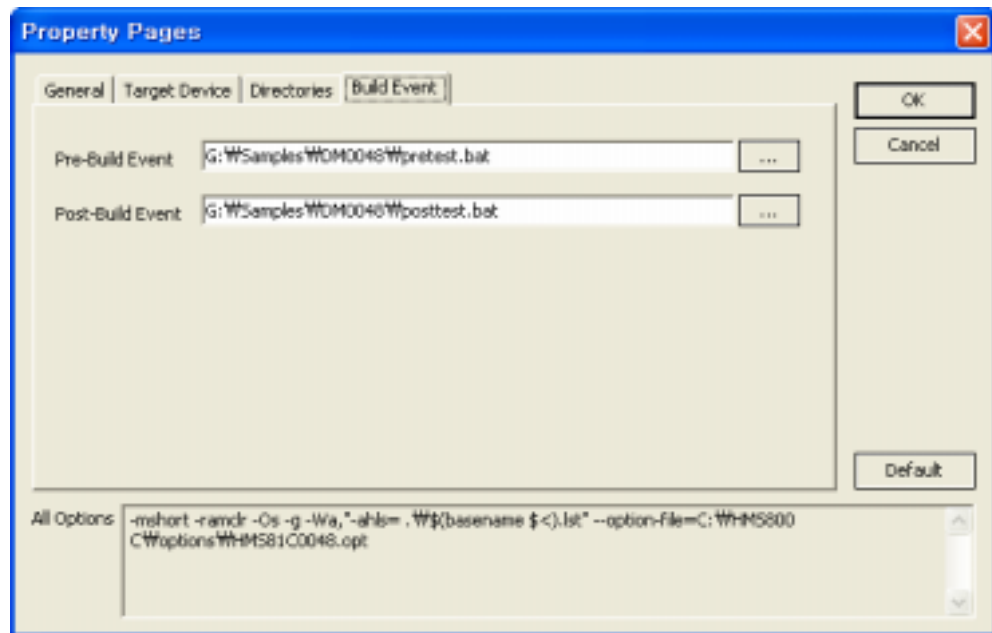 Property Pages
General Target Device Directories Build Event
OK
Cancel
Pre-Build Event G:₩Samples₩DM0048₩pretest.bat ...
Post-Build Event G:₩Samples₩DM0048₩posttest.bat ...
Default
All Options -mshort -ramclr -Os -g -Wa,"-ahls= .₩$(basename $<).lst" --option-file=C:₩HMS800
C₩options₩HMS81C0048.opt